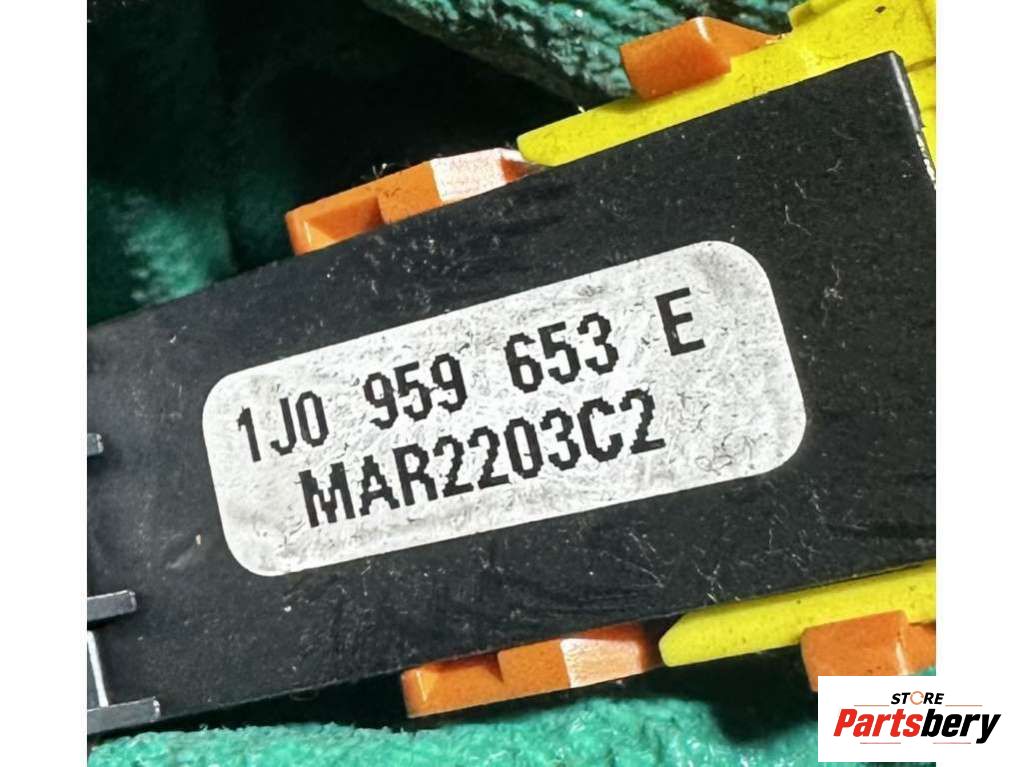 1J0 959 653 E
MAR2203C2
STORE
Partsbery